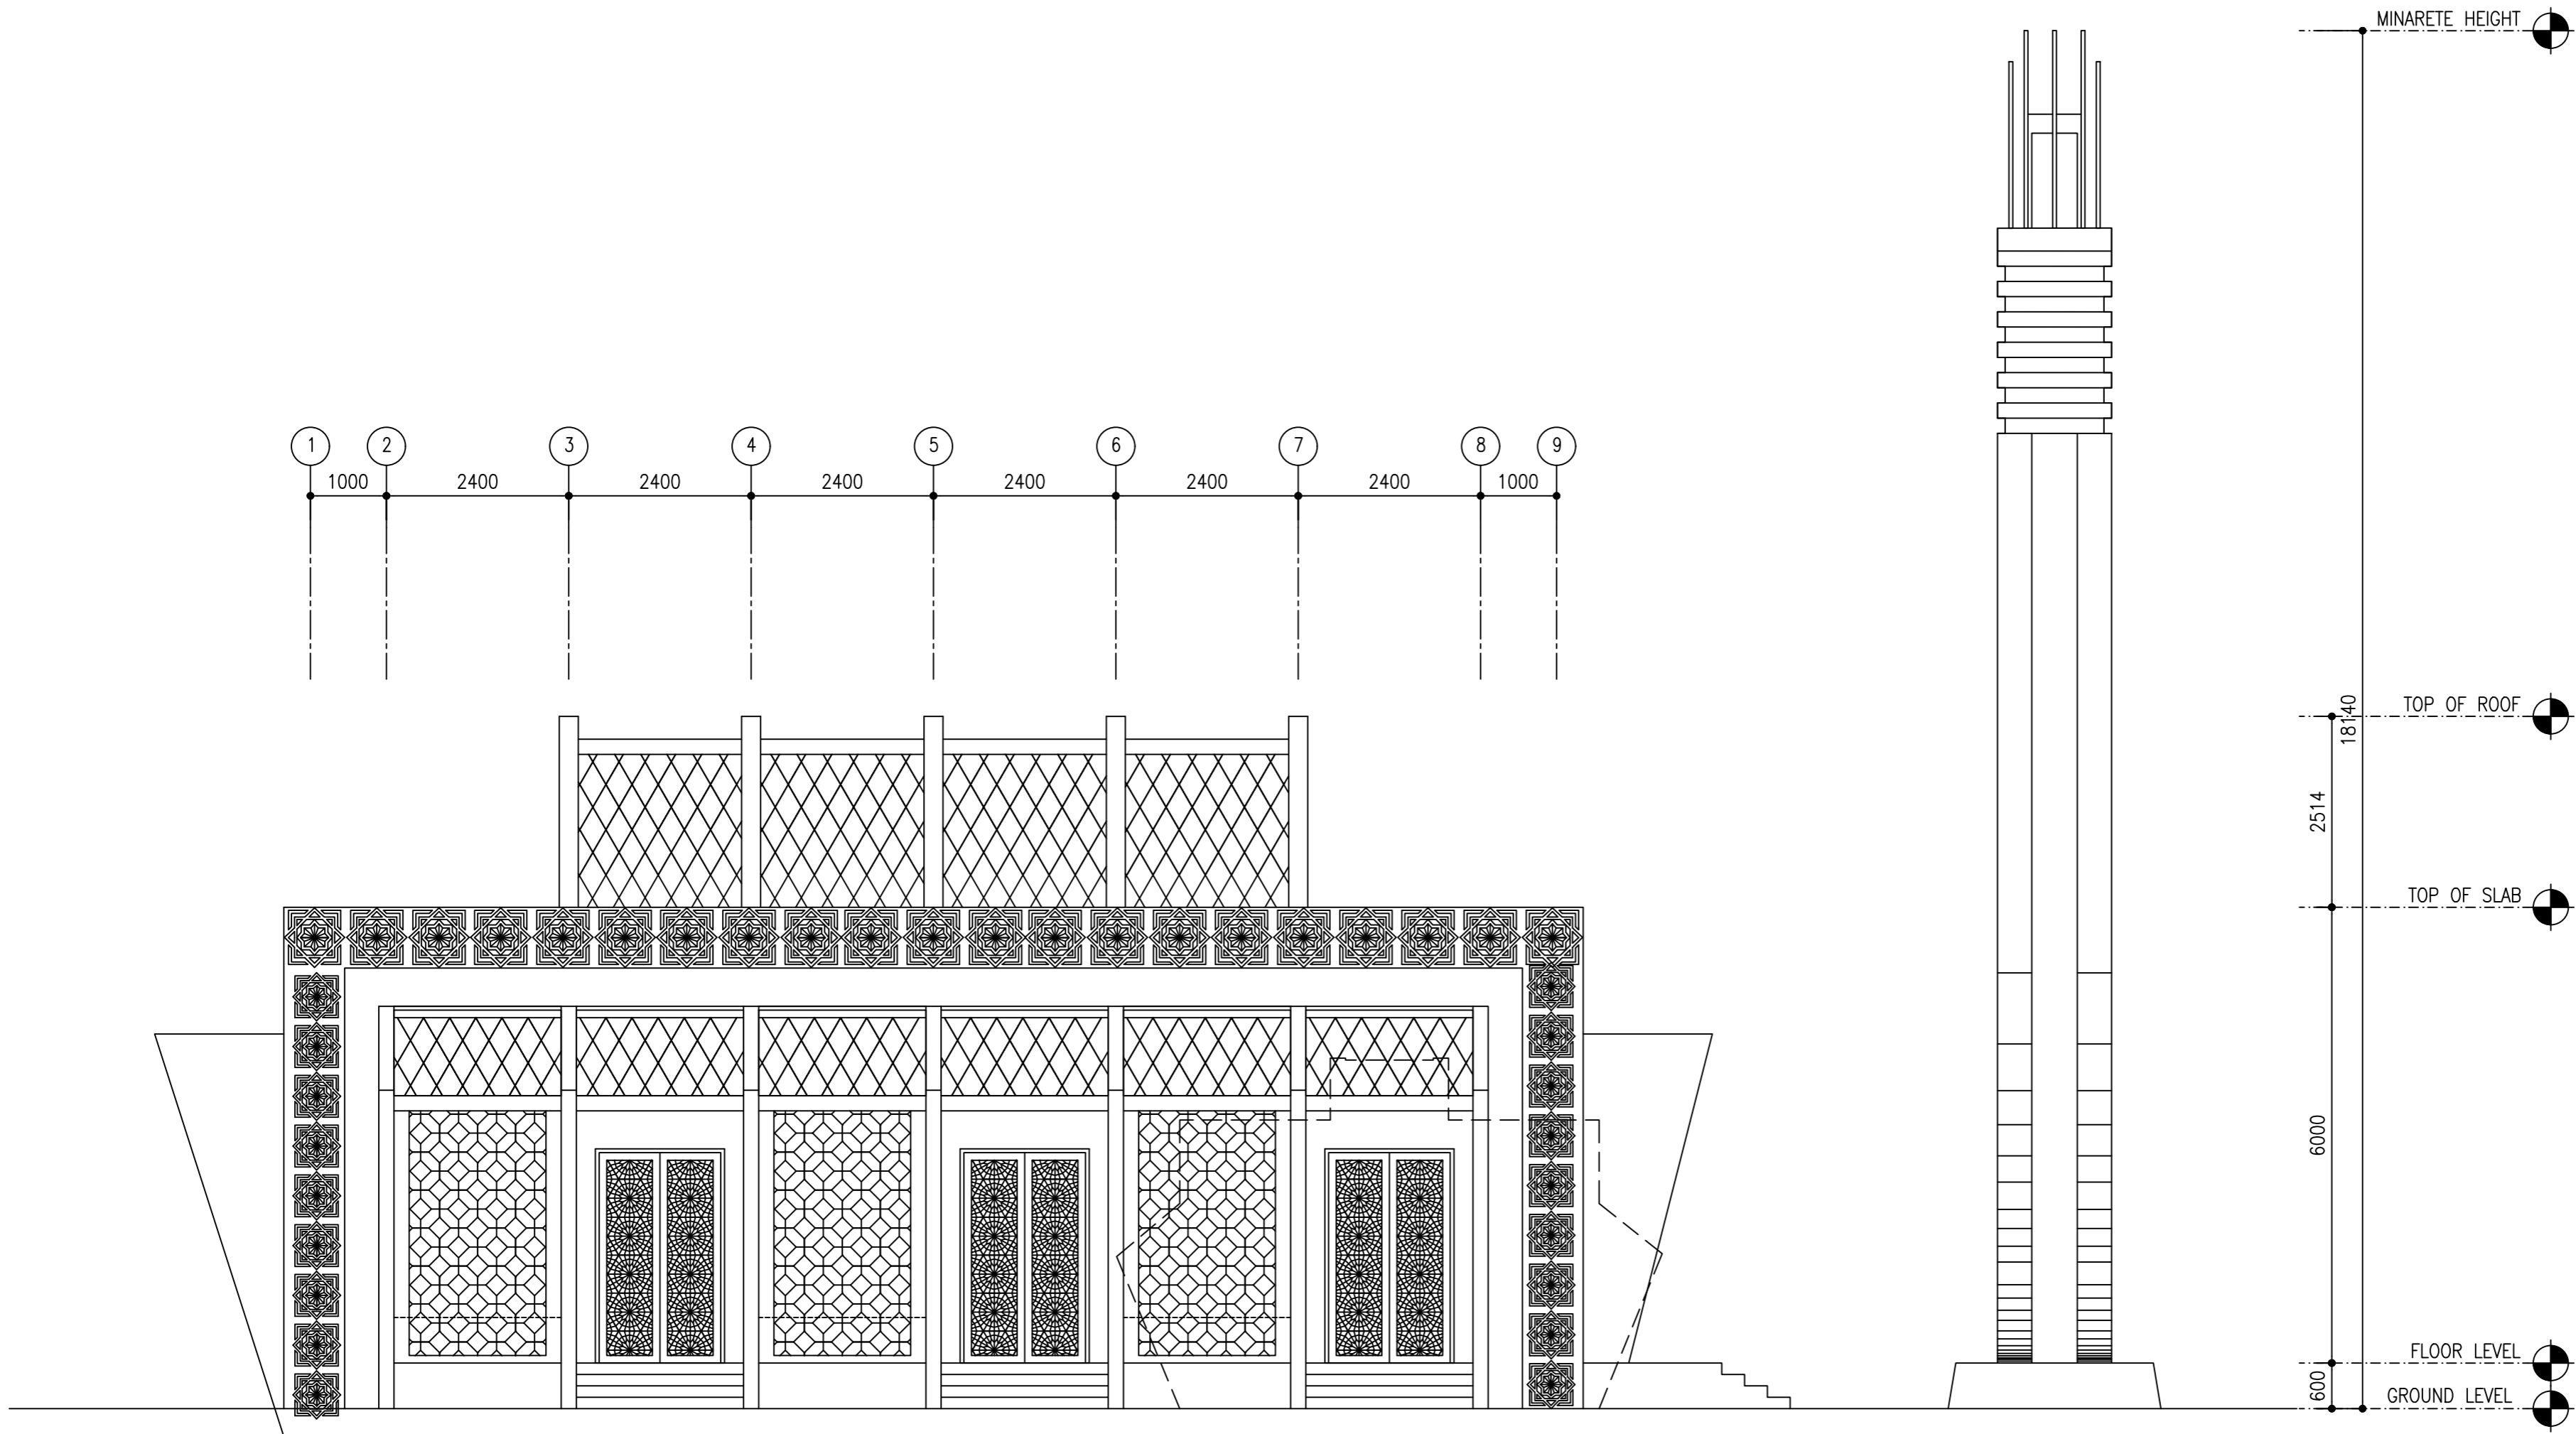 MINARETE HEIGHT
1 2 3 4 5 6 7 8 9
1000 2400 2400 2400 2400 2400 2400 1000
TOP OF ROOF
18140
2514
TOP OF SLAB
6000
FLOOR LEVEL
600
GROUND LEVEL